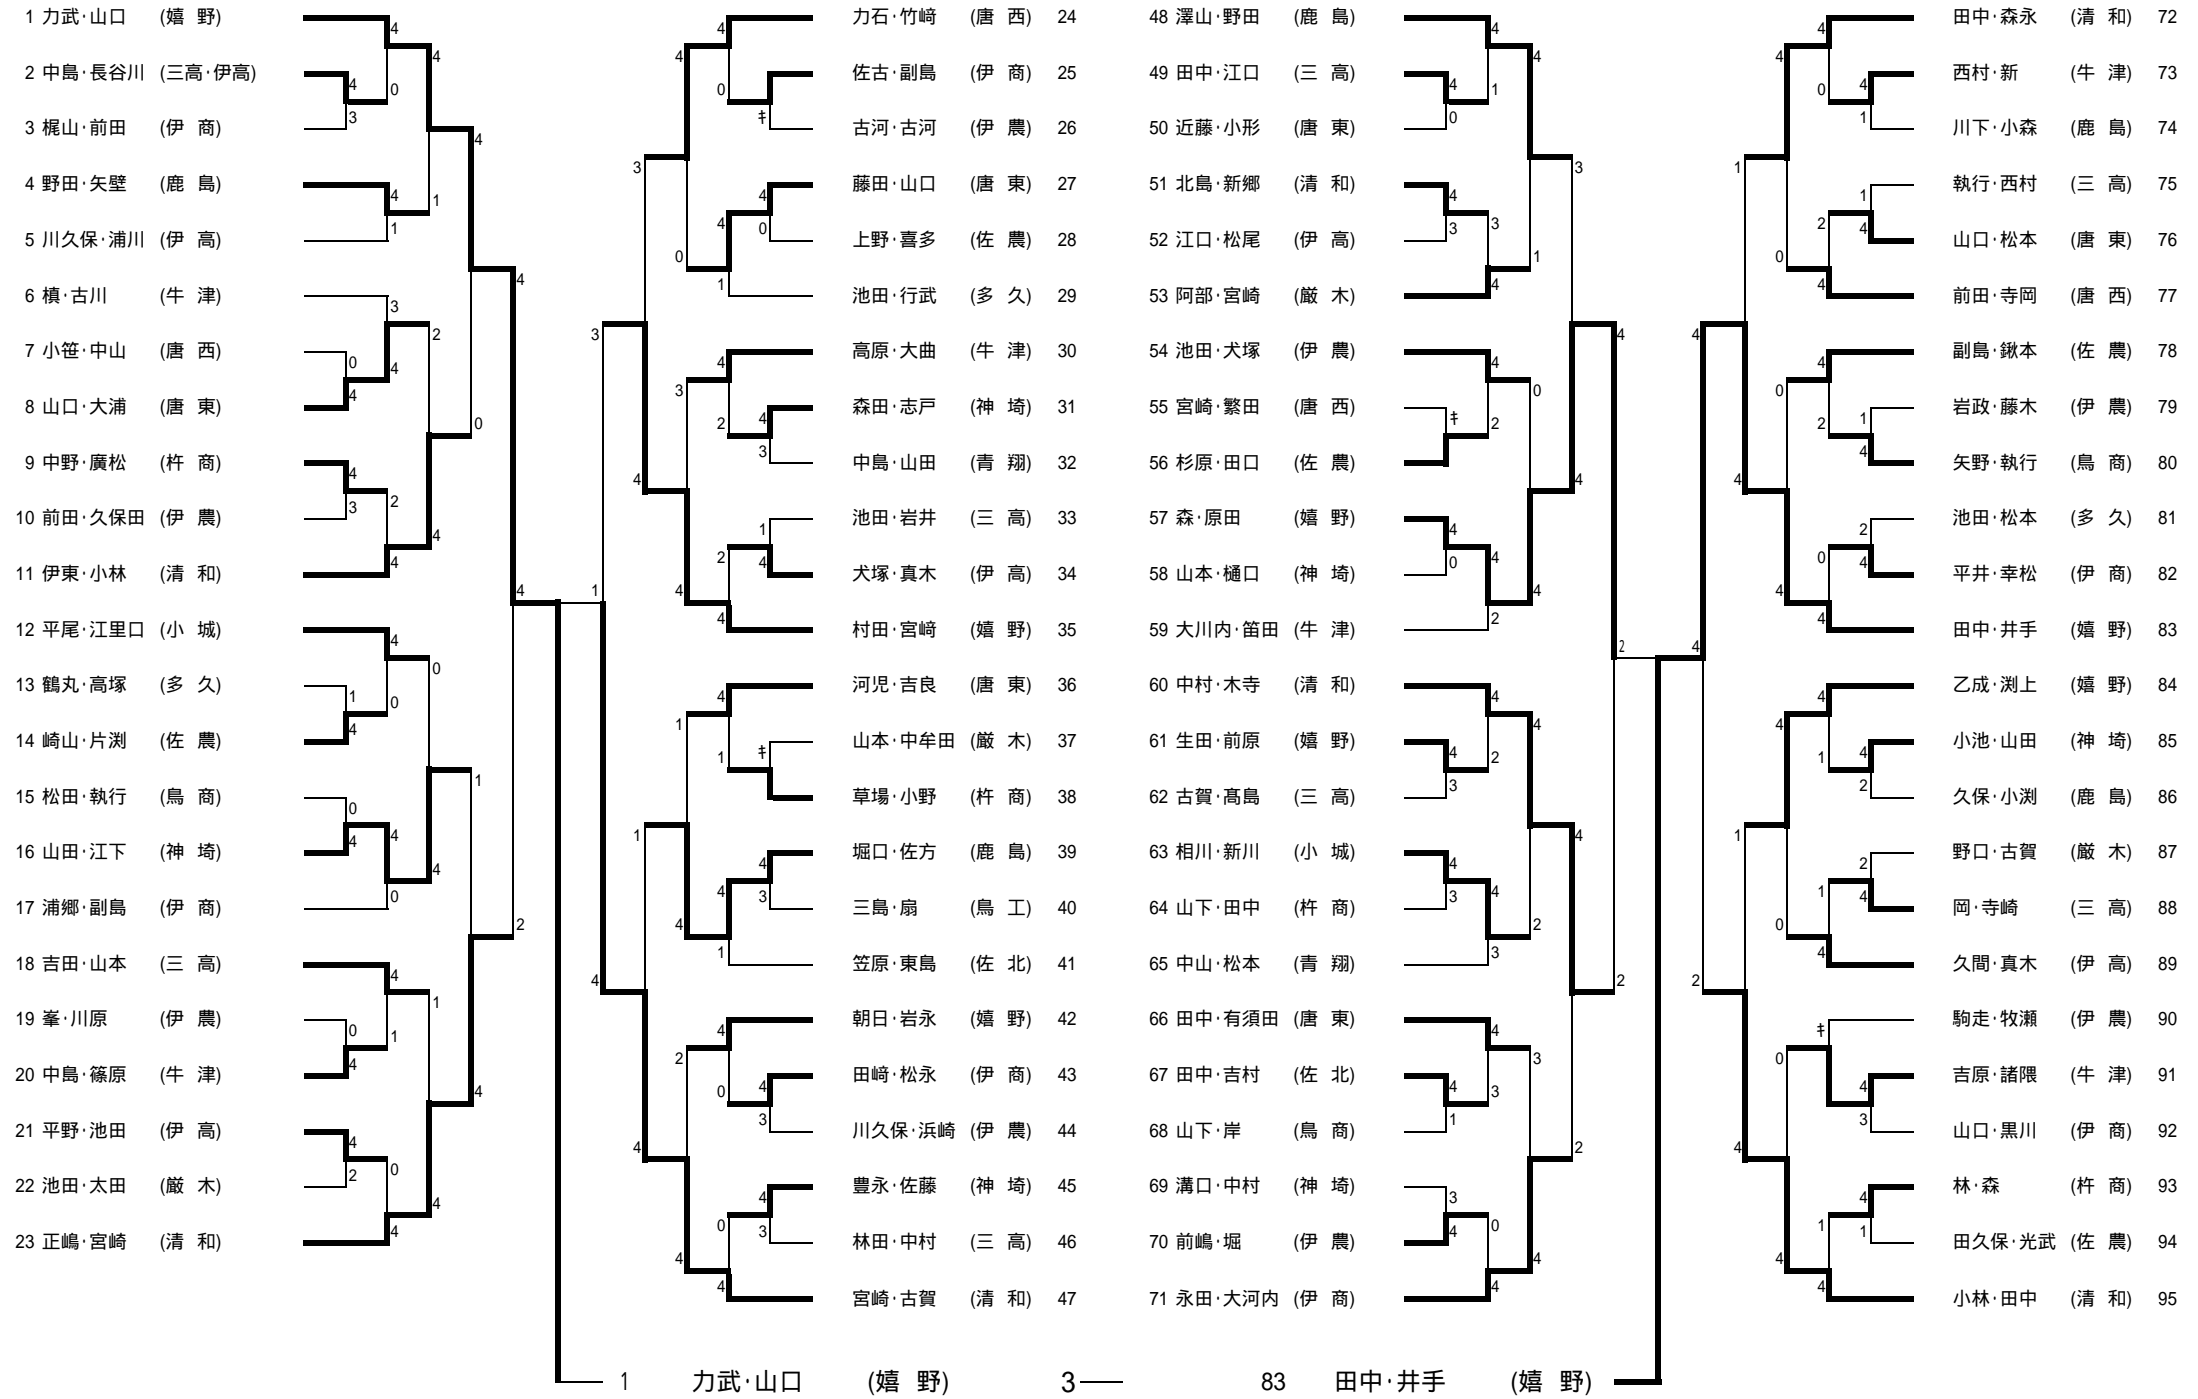 1 力武·山口 (嬉 野)
2 中島·長谷川 (三高·伊高)
3 梶山·前田 (伊 商)
4 野田·矢壁 (鹿 島)
5 川久保·浦川 (伊 高)
6 槙·古川 (牛 津)
7 小笹·中山 (唐 西)
8 山口·大浦 (唐 東)
9 中野·廣松 (杵 商)
10 前田·久保田 (伊 農)
11 伊東·小林 (清 和)
12 平尾·江里口 (小 城)
13 鶴丸·高塚 (多 久)
14 崎山·片渕 (佐 農)
15 松田·執行 (鳥 商)
16 山田·江下 (神 埼)
17 浦郷·副島 (伊 商)
18 吉田·山本 (三 高)
19 峯·川原 (伊 農)
20 中島·篠原 (牛 津)
21 平野·池田 (伊 高)
22 池田·太田 (厳 木)
23 正嶋·宮崎 (清 和)
力石·竹﨑 (唐 西) 24
佐古·副島 (伊 商) 25
古河·古河 (伊 農) 26
藤田·山口 (唐 東) 27
上野·喜多 (佐 農) 28
池田·行武 (多 久) 29
高原·大曲 (牛 津) 30
森田·志戸 (神 埼) 31
中島·山田 (青 翔) 32
池田·岩井 (三 高) 33
犬塚·真木 (伊 高) 34
村田·宮﨑 (嬉 野) 35
河児·吉良 (唐 東) 36
山本·中牟田 (厳 木) 37
草場·小野 (杵 商) 38
堀口·佐方 (鹿 島) 39
三島·扇 (鳥 工) 40
笠原·東島 (佐 北) 41
朝日·岩永 (嬉 野) 42
田﨑·松永 (伊 商) 43
川久保·浜崎 (伊 農) 44
豊永·佐藤 (神 埼) 45
林田·中村 (三 高) 46
宮崎·古賀 (清 和) 47
48 澤山·野田 (鹿 島)
49 田中·江口 (三 高)
50 近藤·小形 (唐 東)
51 北島·新郷 (清 和)
52 江口·松尾 (伊 高)
53 阿部·宮崎 (厳 木)
54 池田·犬塚 (伊 農)
55 宮崎·繁田 (唐 西)
56 杉原·田口 (佐 農)
57 森·原田 (嬉 野)
58 山本·樋口 (神 埼)
59 大川内·笛田 (牛 津)
60 中村·木寺 (清 和)
61 生田·前原 (嬉 野)
62 古賀·髙島 (三 高)
63 相川·新川 (小 城)
64 山下·田中 (杵 商)
65 中山·松本 (青 翔)
66 田中·有須田 (唐 東)
67 田中·吉村 (佐 北)
68 山下·岸 (鳥 商)
69 溝口·中村 (神 埼)
70 前嶋·堀 (伊 農)
71 永田·大河内 (伊 商)
田中·森永 (清 和) 72
西村·新 (牛 津) 73
川下·小森 (鹿 島) 74
執行·西村 (三 高) 75
山口·松本 (唐 東) 76
前田·寺岡 (唐 西) 77
副島·鍬本 (佐 農) 78
岩政·藤木 (伊 農) 79
矢野·執行 (鳥 商) 80
池田·松本 (多 久) 81
平井·幸松 (伊 商) 82
田中·井手 (嬉 野) 83
乙成·渕上 (嬉 野) 84
小池·山田 (神 埼) 85
久保·小渕 (鹿 島) 86
野口·古賀 (厳 木) 87
岡·寺崎 (三 高) 88
久間·真木 (伊 高) 89
駒走·牧瀬 (伊 農) 90
吉原·諸隈 (牛 津) 91
山口·黒川 (伊 商) 92
林·森 (杵 商) 93
田久保·光武 (佐 農) 94
小林·田中 (清 和) 95
1 力武·山口 (嬉 野) 3 83 田中·井手 (嬉 野)